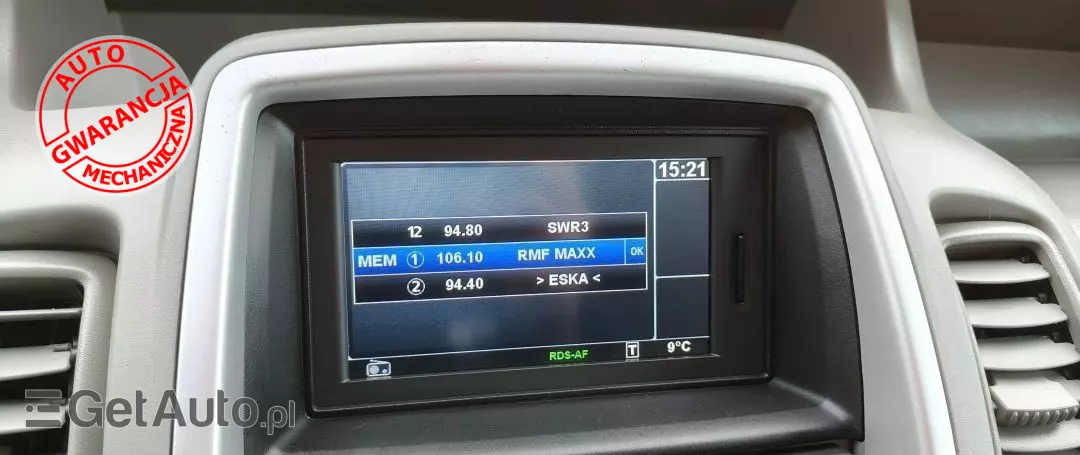 AUTO
GWARANCJA
MECHANICZNA
15:21
12 94.80 SWR3
MEM 1 106.10 RMF MAXX OK
2 94.40 > ESKA <
RDS-AF T 9°C
GetAuto.pl